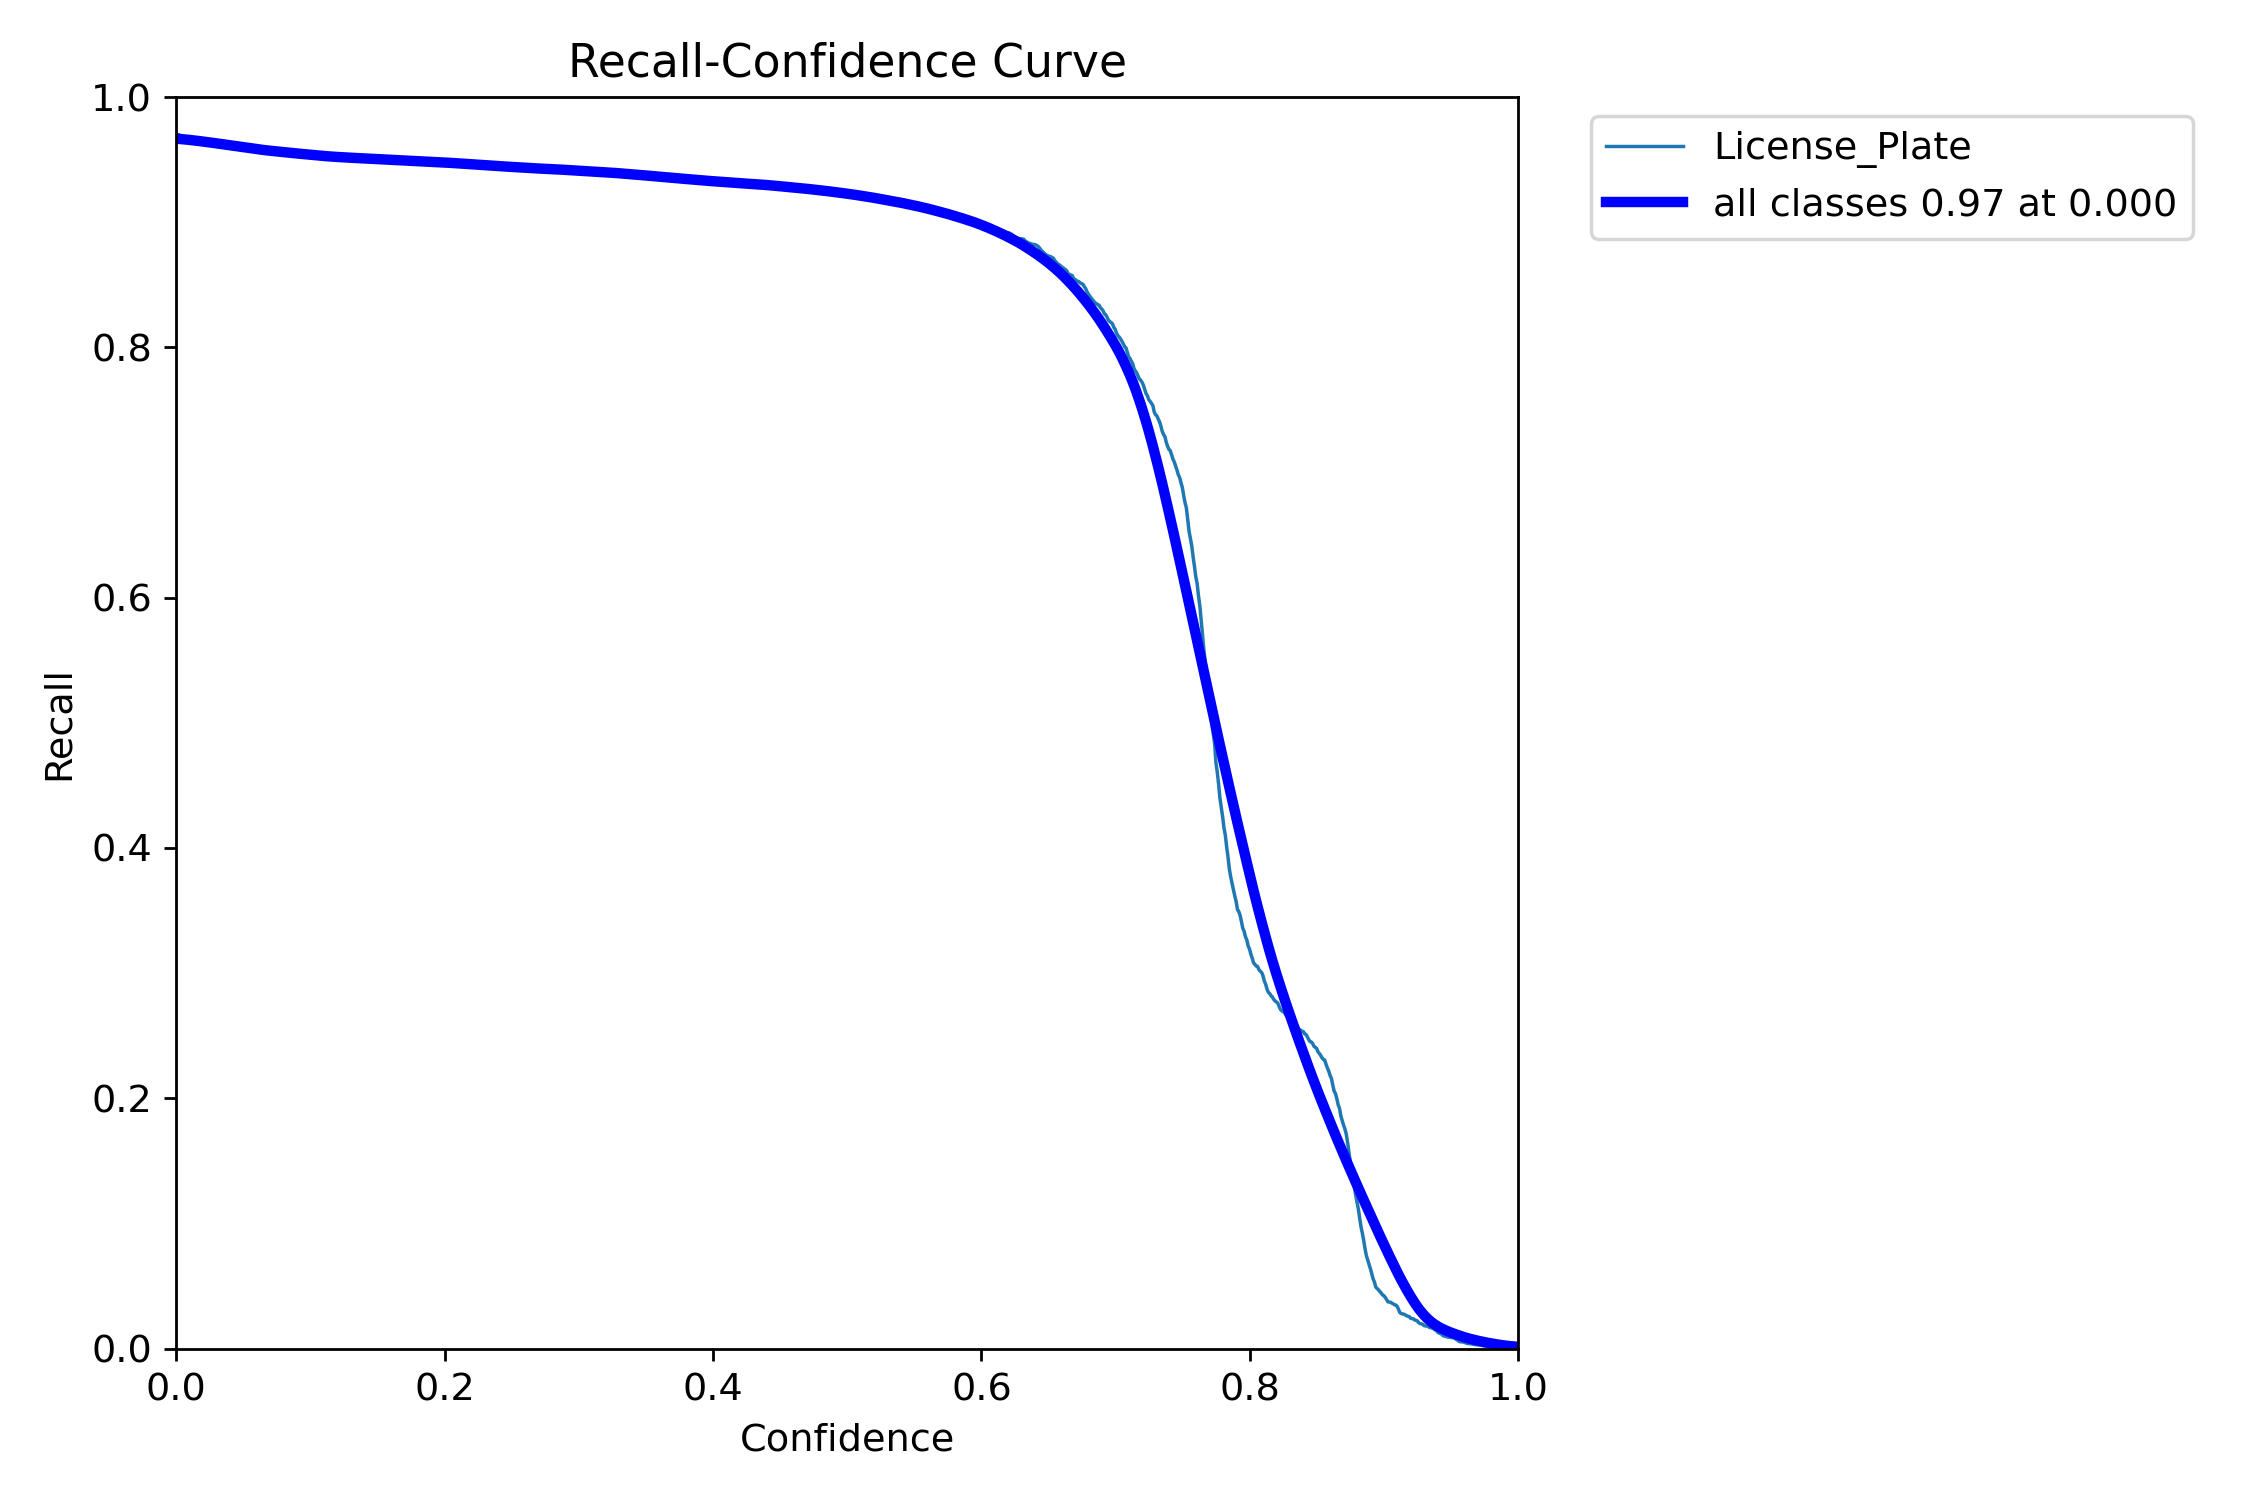 Recall-Confidence Curve
1.0
0.8
0.6
0.4
0.2
0.0
Recall
0.0 0.2 0.4 0.6 0.8 1.0
Confidence
License_Plate
all classes 0.97 at 0.000